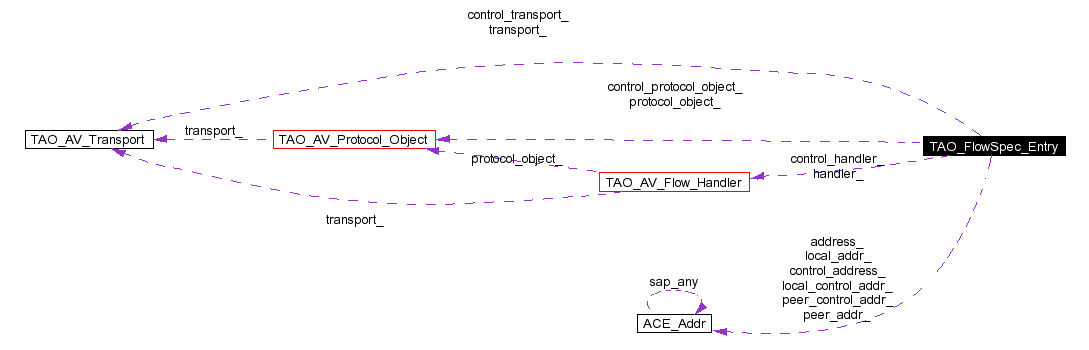 control_transport_
transport_
control_protocol_object_
protocol_object_
TAO_AV_Transport
transport_
TAO_AV_Protocol_Object
TAO_FlowSpec_Entry
protocol_object_
control_handler_
handler_
TAO_AV_Flow_Handler
transport_
address_
local_addr_
control_address_
local_control_addr_
peer_control_addr_
peer_addr_
sap_any
ACE_Addr